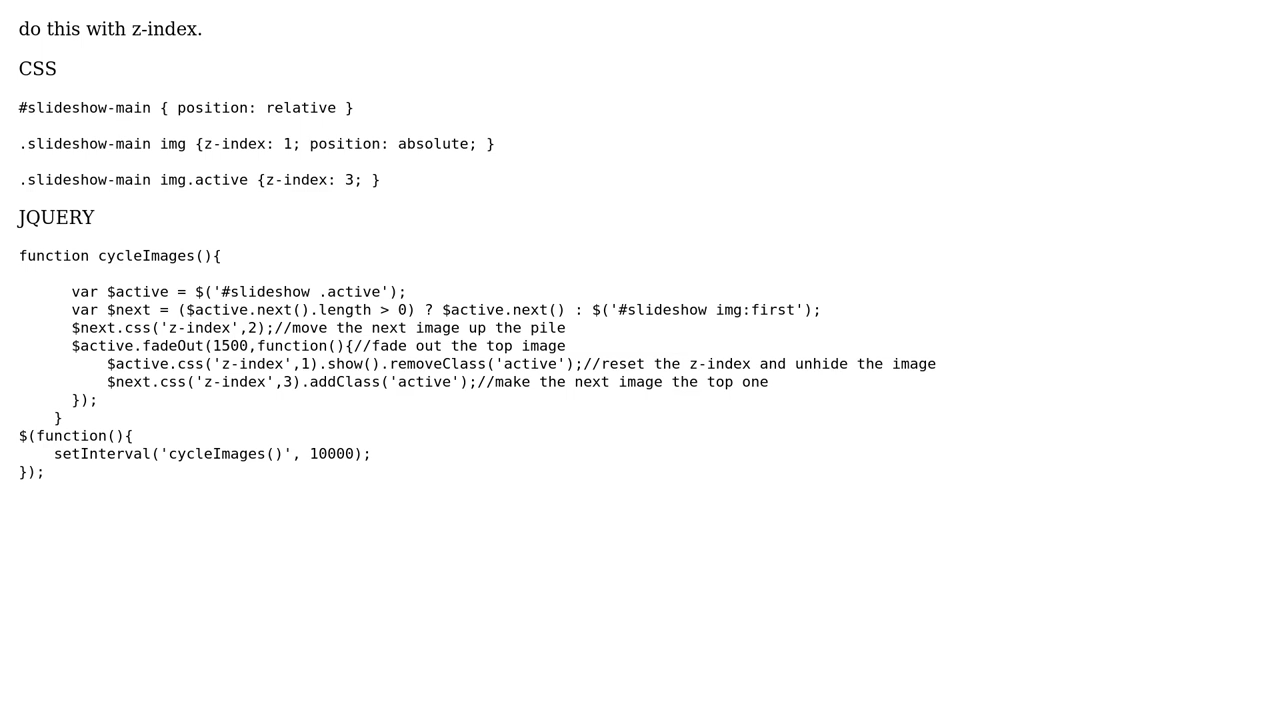 do this with z-index.
CSS
#slideshow-main { position: relative }
.slideshow-main img {z-index: 1; position: absolute; }
.slideshow-main img.active {z-index: 3; }
JQUERY
function cycleImages(){
      var $active = $('#slideshow .active');
      var $next = ($active.next().length > 0) ? $active.next() : $('#slideshow img:first');
      $next.css('z-index',2);//move the next image up the pile
      $active.fadeOut(1500,function(){//fade out the top image
          $active.css('z-index',1).show().removeClass('active');//reset the z-index and unhide the image
          $next.css('z-index',3).addClass('active');//make the next image the top one
      });
    }
$(function(){
    setInterval('cycleImages()', 10000);
});